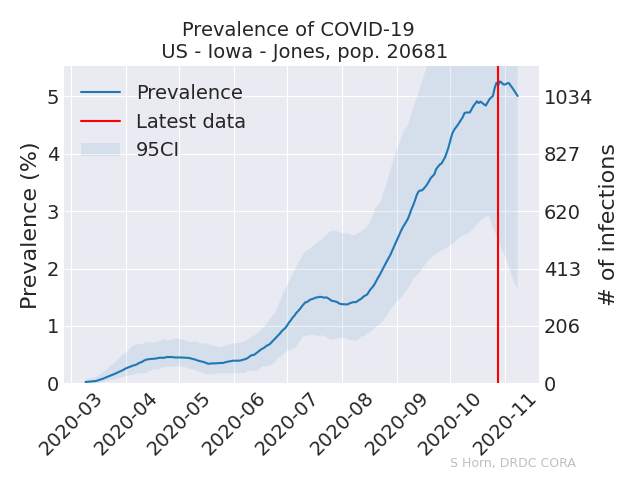 Prevalence of COVID-19
US - Iowa - Jones, pop. 20681
Prevalence
Latest data
95CI
Prevalence (%)
5
4
3
2
1
0
1034
827
620
413
206
0
# of infections
2020-03
2020-04
2020-05
2020-06
2020-07
2020-08
2020-09
2020-10
2020-11
S Horn, DRDC CORA